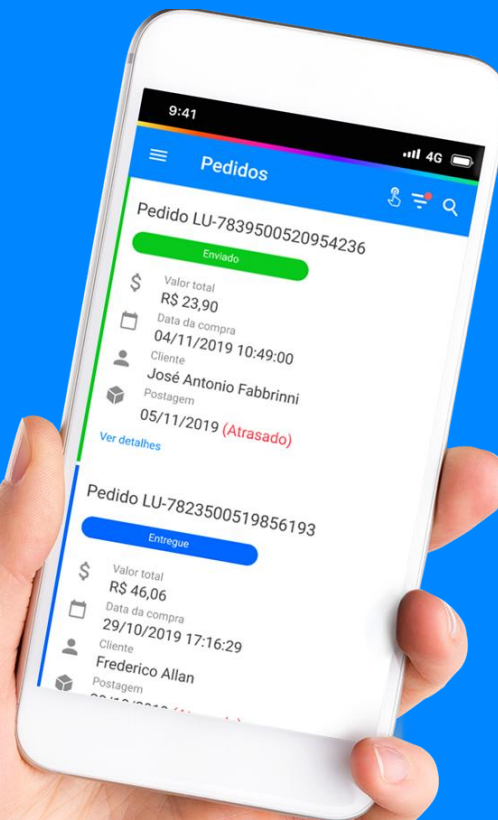 9:41
4G
Pedidos
Pedido LU-7839500520954236
Enviado
Valor total
R$ 23,90
Data da compra
04/11/2019 10:49:00
Cliente
José Antonio Fabbrinni
Postagem
05/11/2019 (Atrasado)
Ver detalhes
Pedido LU-7823500519856193
Entregue
Valor total
R$ 46,06
Data da compra
29/10/2019 17:16:29
Cliente
Frederico Allan
Postagem